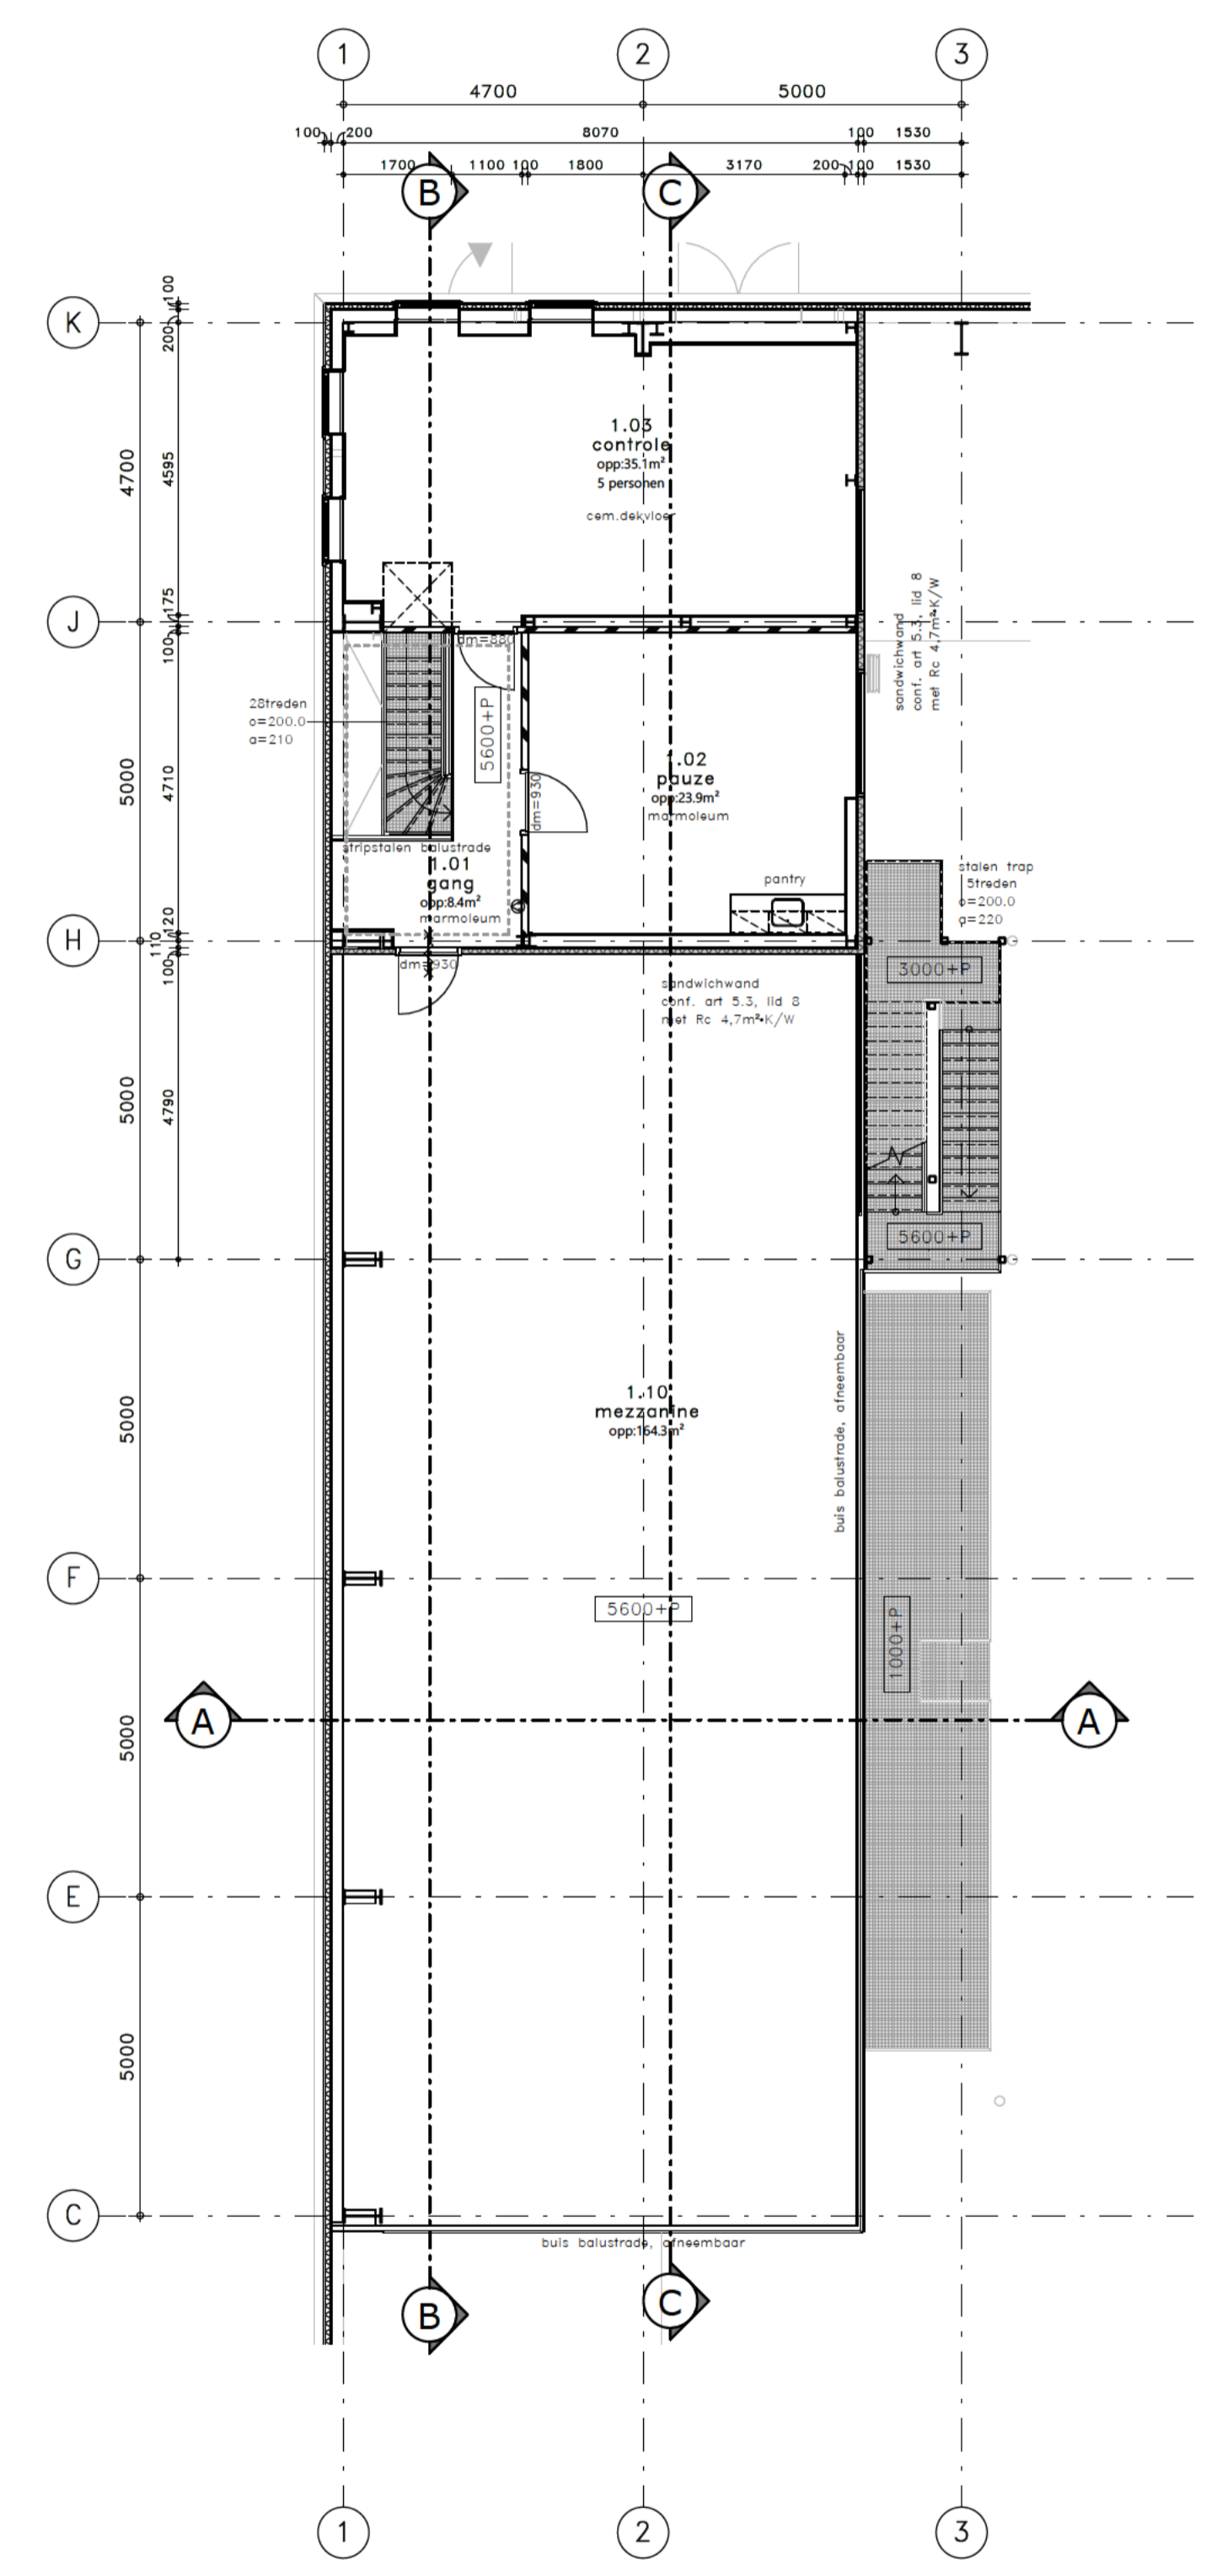 1
2
3
4700
5000
100
200
8070
100
1530
1700
1100
100
1800
3170
200
100
1530
B
C
K
100
200
4700
4595
1.03
controle
opp:35.1m²
5 personen
cem.dekvloer
J
175
100
dm=880
sandwichwand
conf. art 5.3, lid 8
met Rc 4,7m²•K/W
28treden
o=200.0
a=210
5600+P
5000
4710
dm=930
1.02
pauze
opp:23.9m²
marmoleum
stripstalen balustrade
1.01
gang
opp:8.4m²
marmoleum
pantry
stalen trap
5treden
o=200.0
a=220
H
120
110
100
dm=930
3000+P
sandwichwand
conf. art 5.3, lid 8
met Rc 4,7m²•K/W
5000
4790
5600+P
G
5000
1.10
mezzanine
opp:164.3m²
buis balustrade, afneembaar
F
5600+P
1000+P
A
A
5000
E
5000
C
buis balustrade, afneembaar
B
C
1
2
3